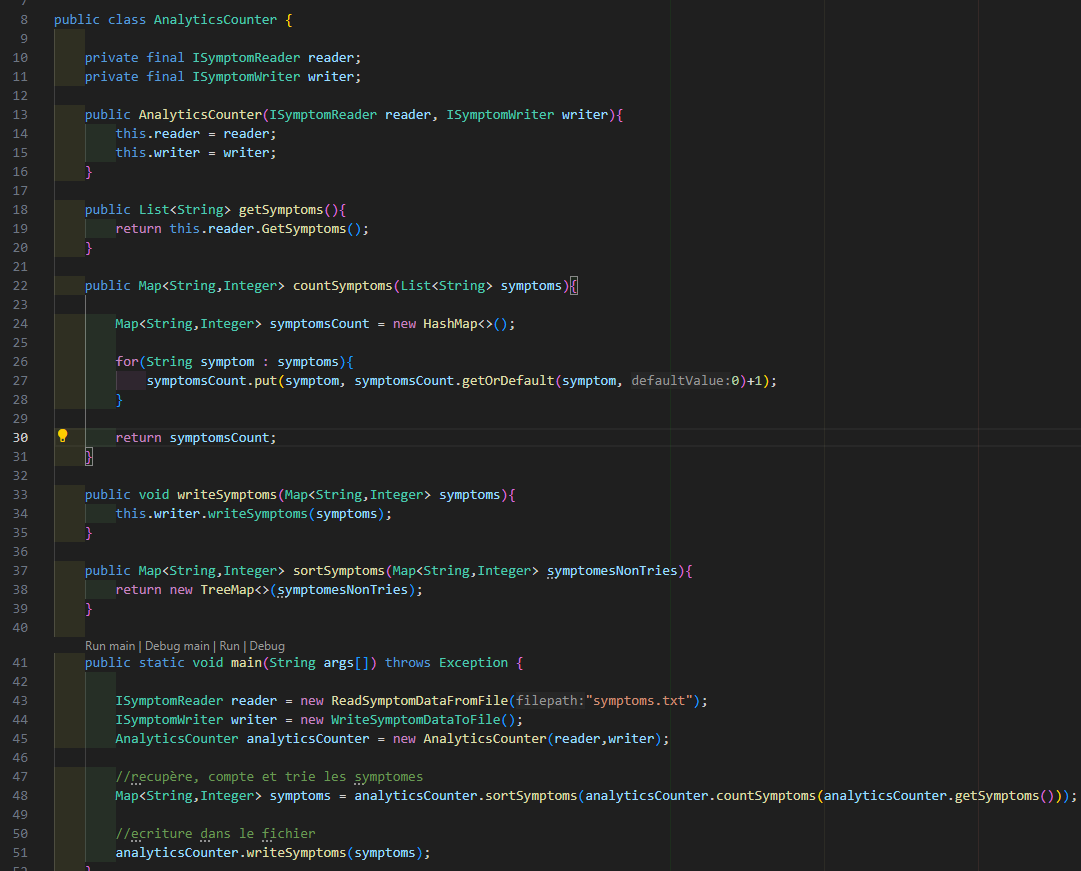 8 public class AnalyticsCounter {
9
10 private final ISymptomReader reader;
11 private final ISymptomWriter writer;
12
13 public AnalyticsCounter(ISymptomReader reader, ISymptomWriter writer){
14 this.reader = reader;
15 this.writer = writer;
16 }
17
18 public List<String> getSymptoms(){
19 return this.reader.GetSymptoms();
20 }
21
22 public Map<String,Integer> countSymptoms(List<String> symptoms){
23
24 Map<String,Integer> symptomsCount = new HashMap<>();
25
26 for(String symptom : symptoms){
27 symptomsCount.put(symptom, symptomsCount.getOrDefault(symptom, defaultValue:0)+1);
28 }
29
30 return symptomsCount;
31 }
32
33 public void writeSymptoms(Map<String,Integer> symptoms){
34 this.writer.writeSymptoms(symptoms);
35 }
36
37 public Map<String,Integer> sortSymptoms(Map<String,Integer> symptomesNonTries){
38 return new TreeMap<>(symptomesNonTries);
39 }
40
Run main | Debug main | Run | Debug
41 public static void main(String args[]) throws Exception {
42
43 ISymptomReader reader = new ReadSymptomDataFromFile(filepath:"symptoms.txt");
44 ISymptomWriter writer = new WriteSymptomDataToFile();
45 AnalyticsCounter analyticsCounter = new AnalyticsCounter(reader,writer);
46
47 //recupère, compte et trie les symptomes
48 Map<String,Integer> symptoms = analyticsCounter.sortSymptoms(analyticsCounter.countSymptoms(analyticsCounter.getSymptoms()));
49
50 //ecriture dans le fichier
51 analyticsCounter.writeSymptoms(symptoms);